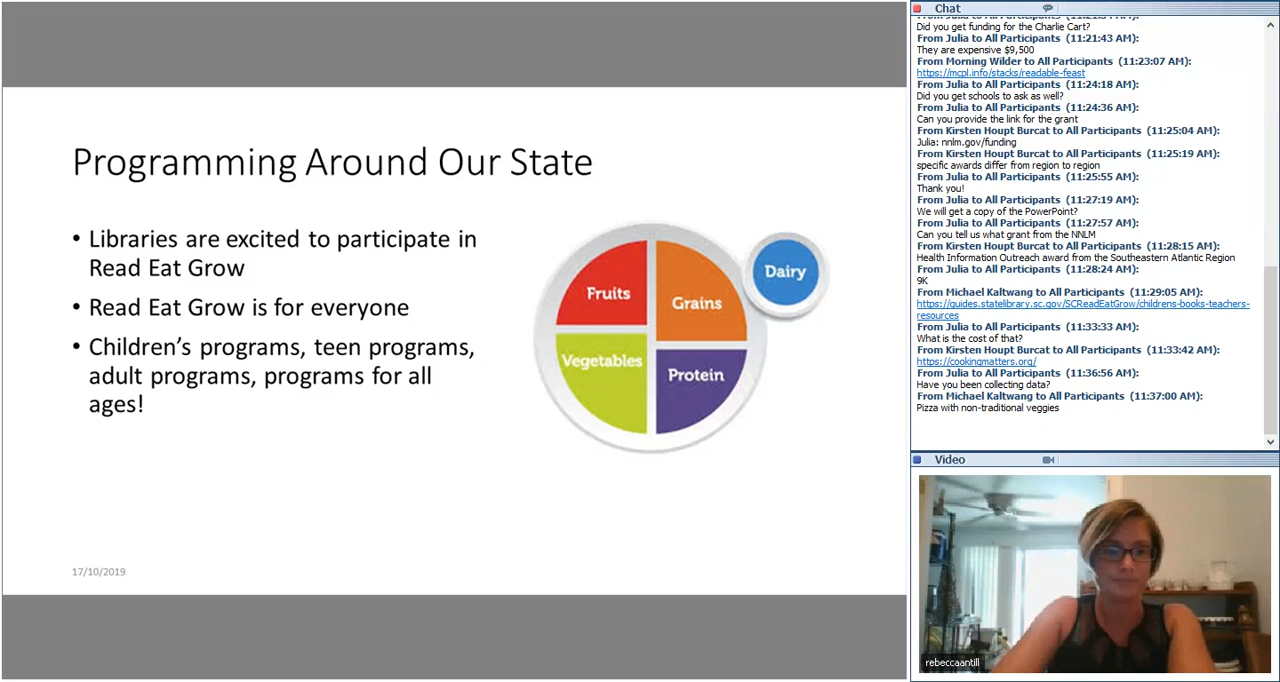 Programming Around Our State
• Libraries are excited to participate in
Read Eat Grow
• Read Eat Grow is for everyone
• Children's programs, teen programs,
adult programs, programs for all
ages!
Fruits
Grains
Dairy
Vegetables
Protein
17/10/2019
Chat
Did you get funding for the Charlie Cart?
From Julia to All Participants (11:21:43 AM):
They are expensive $9,500
From Morning Wilder to All Participants (11:23:07 AM):
https://mcpl.info/stacks/readable-feast
From Julia to All Participants (11:24:18 AM):
Did you get schools to ask as well?
From Julia to All Participants (11:24:36 AM):
Can you provide the link for the grant
From Kirsten Houpt Burcat to All Participants (11:25:04 AM):
Julia: nnlm.gov/funding
From Kirsten Houpt Burcat to All Participants (11:25:19 AM):
specific awards differ from region to region
From Julia to All Participants (11:25:55 AM):
Thank you!
From Julia to All Participants (11:27:19 AM):
We will get a copy of the PowerPoint?
From Julia to All Participants (11:27:57 AM):
Can you tell us what grant from the NNLM
From Kirsten Houpt Burcat to All Participants (11:28:15 AM):
Health Information Outreach award from the Southeastern Atlantic Region
From Julia to All Participants (11:28:24 AM):
9K
From Michael Kaltwang to All Participants (11:29:05 AM):
https://guides.statelibrary.sc.gov/SCReadEatGrow/childrens-books-teachers-
resources
From Julia to All Participants (11:33:33 AM):
What is the cost of that?
From Kirsten Houpt Burcat to All Participants (11:33:42 AM):
https://cookingmatters.org/
From Julia to All Participants (11:36:56 AM):
Have you been collecting data?
From Michael Kaltwang to All Participants (11:37:00 AM):
Pizza with non-traditional veggies
Video
rebeccaantill